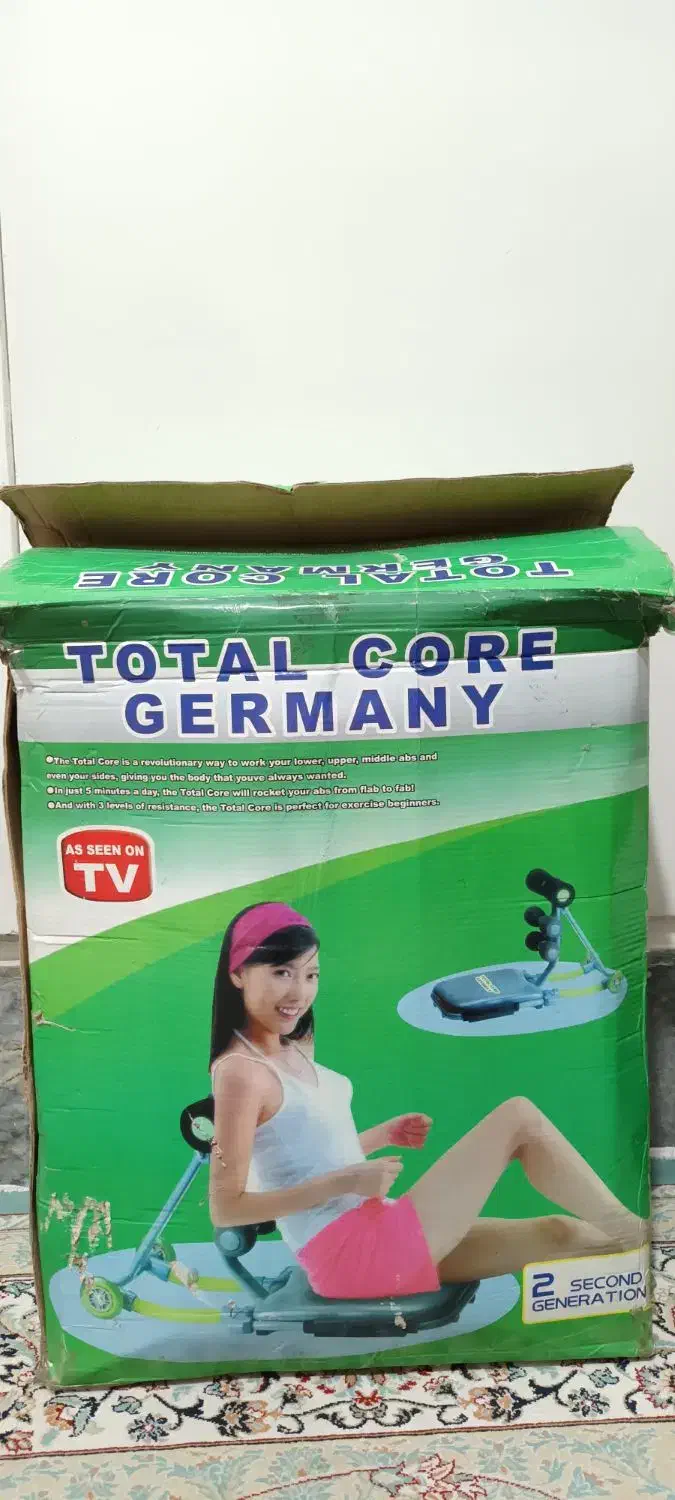 TOTAL CORE
GERMANY
TOTAL CORE
GERMANY
●The Total Core is a revolutionary way to work your lower, upper, middle abs and
even your sides, giving you the body that youve always wanted.
●In just 5 minutes a day, the Total Core will rocket your abs from flab to fab!
●And with 3 levels of resistance, the Total Core is perfect for exercise beginners.
AS SEEN ON
TV
2 SECOND
GENERATION